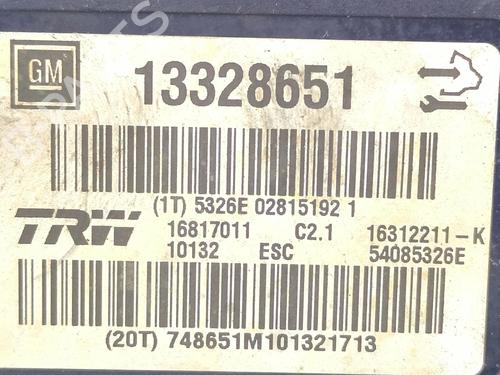 GM 13328651
(1T) 5326E 02815192 1
TRW 16817011 C2.1 16312211-K
10132 ESC 54085326E
(20T) 748651M101321713